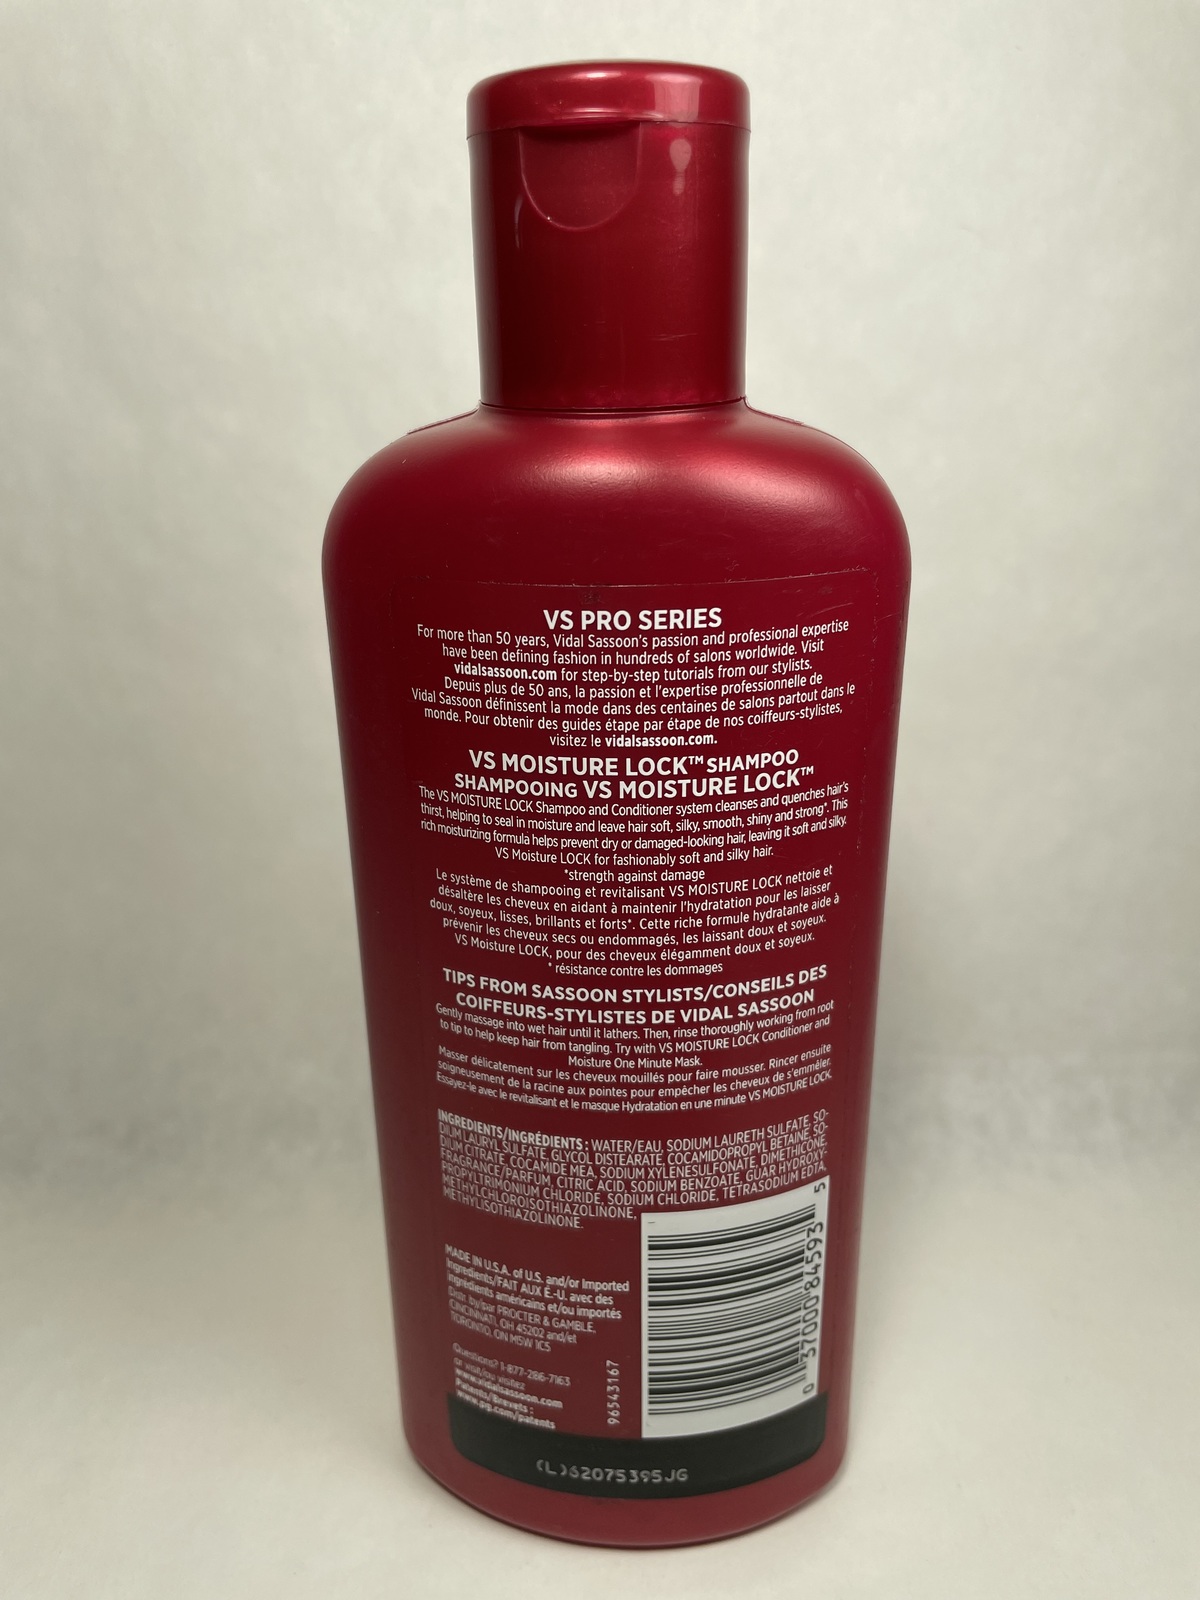 VS PRO SERIES
For more than 50 years, Vidal Sassoon's passion and professional expertise
have been defining fashion in hundreds of salons worldwide. Visit
vidalsassoon.com for step-by-step tutorials from our stylists.
Depuis plus de 50 ans, la passion et l'expertise professionnelle de
Vidal Sassoon définissent la mode dans des centaines de salons partout dans le
monde. Pour obtenir des guides étape par étape de nos coiffeurs-stylistes,
visitez le vidalsassoon.com.
VS MOISTURE LOCK™ SHAMPOO
SHAMPOOING VS MOISTURE LOCK™
The VS MOISTURE LOCK Shampoo and Conditioner system cleanses and quenches hair's
thirst, helping to seal in moisture and leave hair soft, silky, smooth, shiny and strong*. This
rich moisturizing formula helps prevent dry or damaged-looking hair, leaving it soft and silky.
VS Moisture LOCK for fashionably soft and silky hair.
*strength against damage
Le système de shampooing et revitalisant VS MOISTURE LOCK nettoie et
désaltère les cheveux en aidant à maintenir l'hydratation pour les laisser
doux, soyeux, lisses, brillants et forts*. Cette riche formule hydratante aide à
prévenir les cheveux secs ou endommagés, les laissant doux et soyeux.
VS Moisture LOCK, pour des cheveux élégamment doux et soyeux.
* résistance contre les dommages
TIPS FROM SASSOON STYLISTS/CONSEILS DES
COIFFEURS-STYLISTES DE VIDAL SASSOON
Gently massage into wet hair until it lathers. Then, rinse thoroughly working from root
to tip to help keep hair from tangling. Try with VS MOISTURE LOCK Conditioner and
Moisture One Minute Mask.
Masser délicatement sur les cheveux mouillés pour faire mousser. Rincer ensuite
soigneusement de la racine aux pointes pour empêcher les cheveux de s'emmêler.
Essayez-le avec le revitalisant et le masque Hydratation en une minute VS MOISTURE LOCK.
INGREDIENTS/INGRÉDIENTS : WATER/EAU, SODIUM LAURETH SULFATE, SO-
DIUM LAURYL SULFATE, GLYCOL DISTEARATE, COCAMIDOPROPYL BETAINE, SO-
DIUM CITRATE, COCAMIDE MEA, SODIUM XYLENESULFONATE, DIMETHICONE,
FRAGRANCE/PARFUM, CITRIC ACID, SODIUM BENZOATE, GUAR HYDROXY-
PROPYLTRIMONIUM CHLORIDE, SODIUM CHLORIDE, TETRASODIUM EDTA,
METHYLCHLOROISOTHIAZOLINONE,
METHYLISOTHIAZOLINONE.
MADE IN U.S.A. of U.S. and/or Imported
Ingredients/FAIT AUX É.-U. avec des
ingrédients américains et/ou importés
Distr. by/par PROCTER & GAMBLE,
CINCINNATI, OH 45202 and/et
TORONTO, ON M5W 1C5
Questions? 1-877-286-7163
or visit/ou visitez
www.vidalsassoon.com
Patents/Brevets :
www.pg.com/patents
96543167
0 37000 84593 5
(L)62075395JG